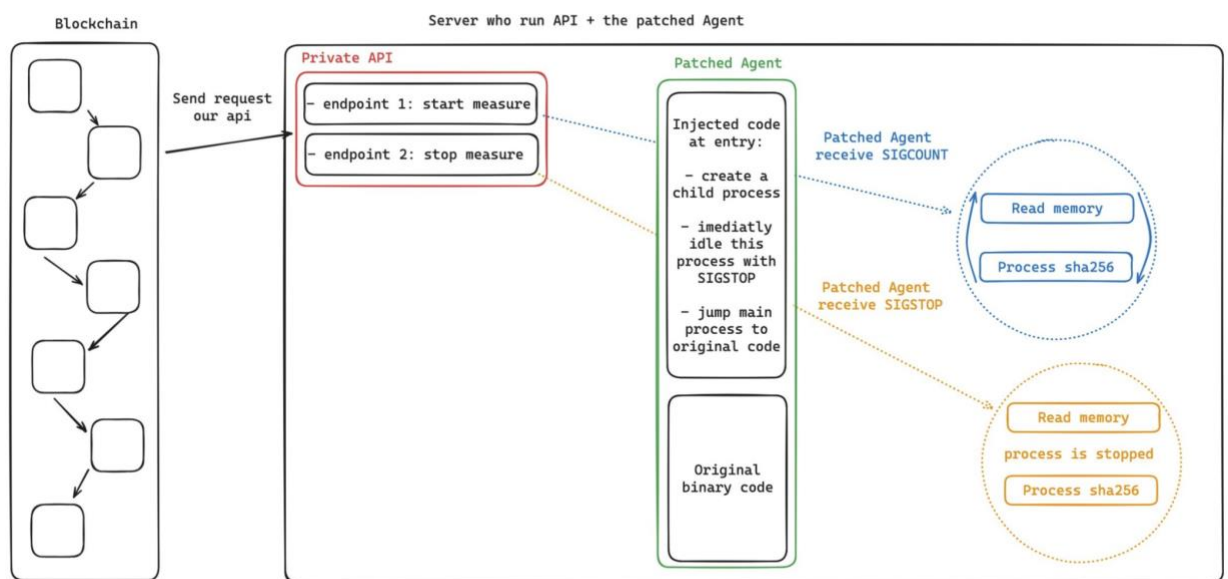 Blockchain
Server who run API + the patched Agent
Send request
our api
Private API
- endpoint 1: start measure
- endpoint 2: stop measure
Patched Agent
Injected code
at entry:
- create a
child process
- imediatly
idle this
process with
SIGSTOP
- jump main
process to
original code
Original
binary code
Patched Agent
receive SIGCOUNT
Read memory
Process sha256
Patched Agent
receive SIGSTOP
Read memory
process is stopped
Process sha256